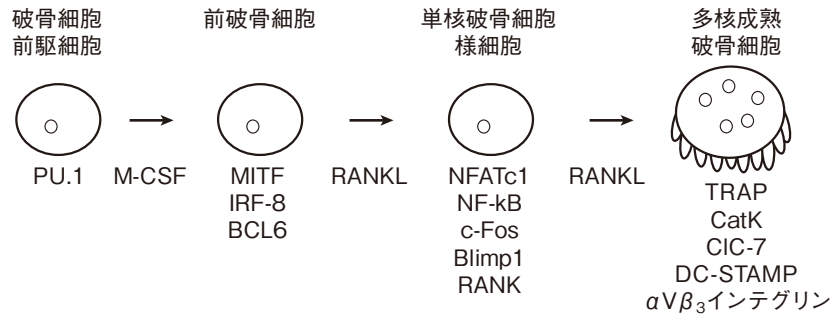 破骨細胞
前駆細胞
前破骨細胞
単核破骨細胞
様細胞
多核成熟
破骨細胞
PU.1
M-CSF
MITF
IRF-8
BCL6
RANKL
NFATc1
NF-kB
c-Fos
Blimp1
RANK
RANKL
TRAP
CatK
ClC-7
DC-STAMP
αVβ₃インテグリン